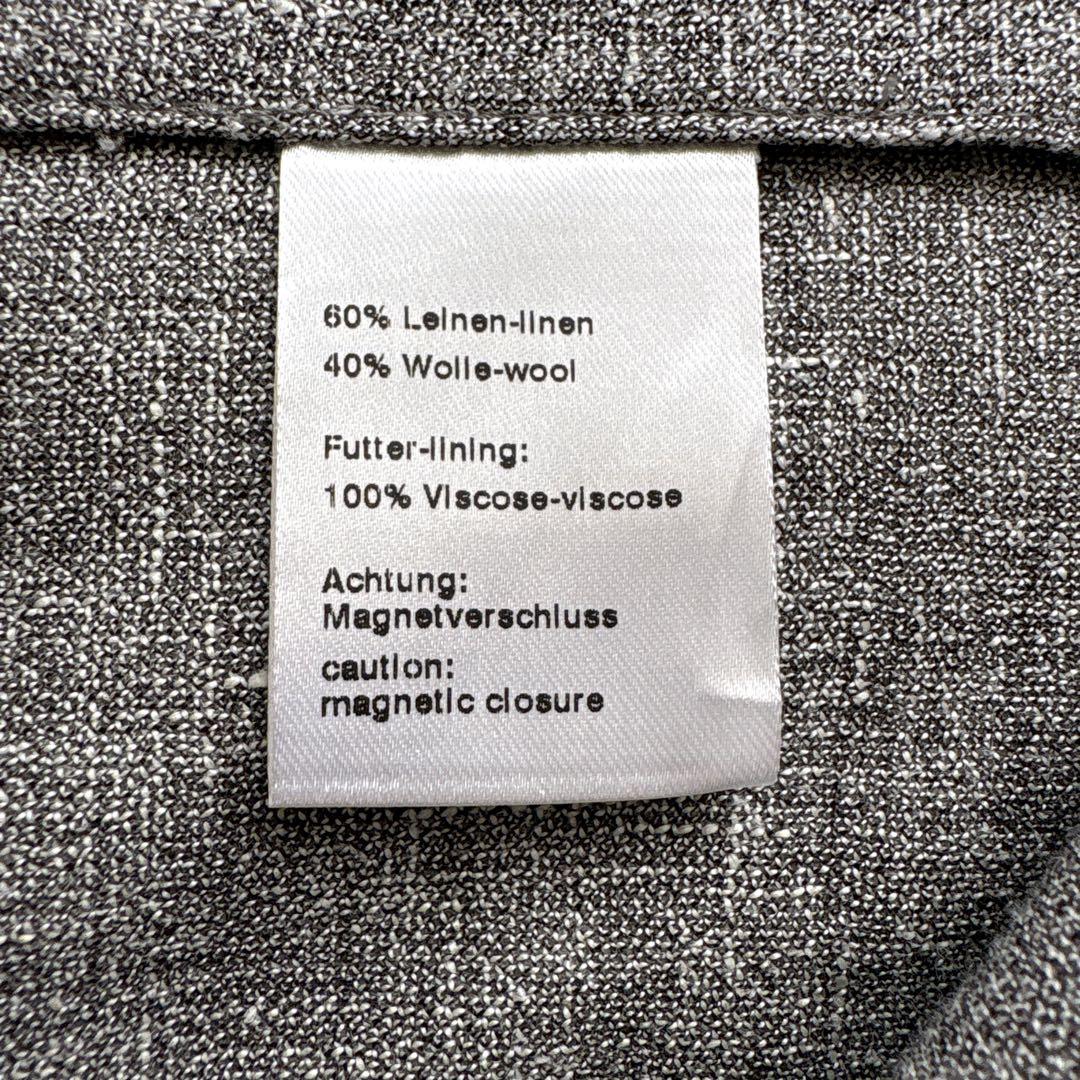 60% Leinen-linen
40% Wolle-wool
Futter-lining:
100% Viscose-viscose
Achtung:
Magnetverschluss
caution:
magnetic closure